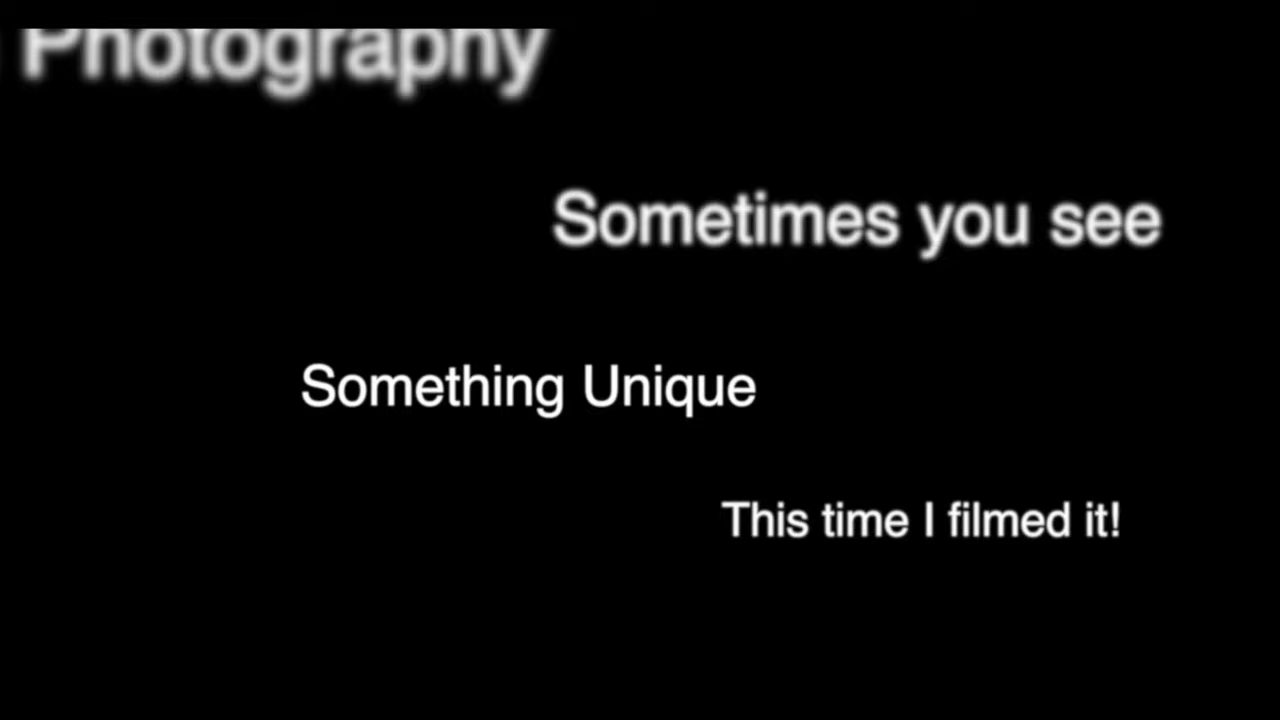 Photography
Sometimes you see
Something Unique
This time I filmed it!